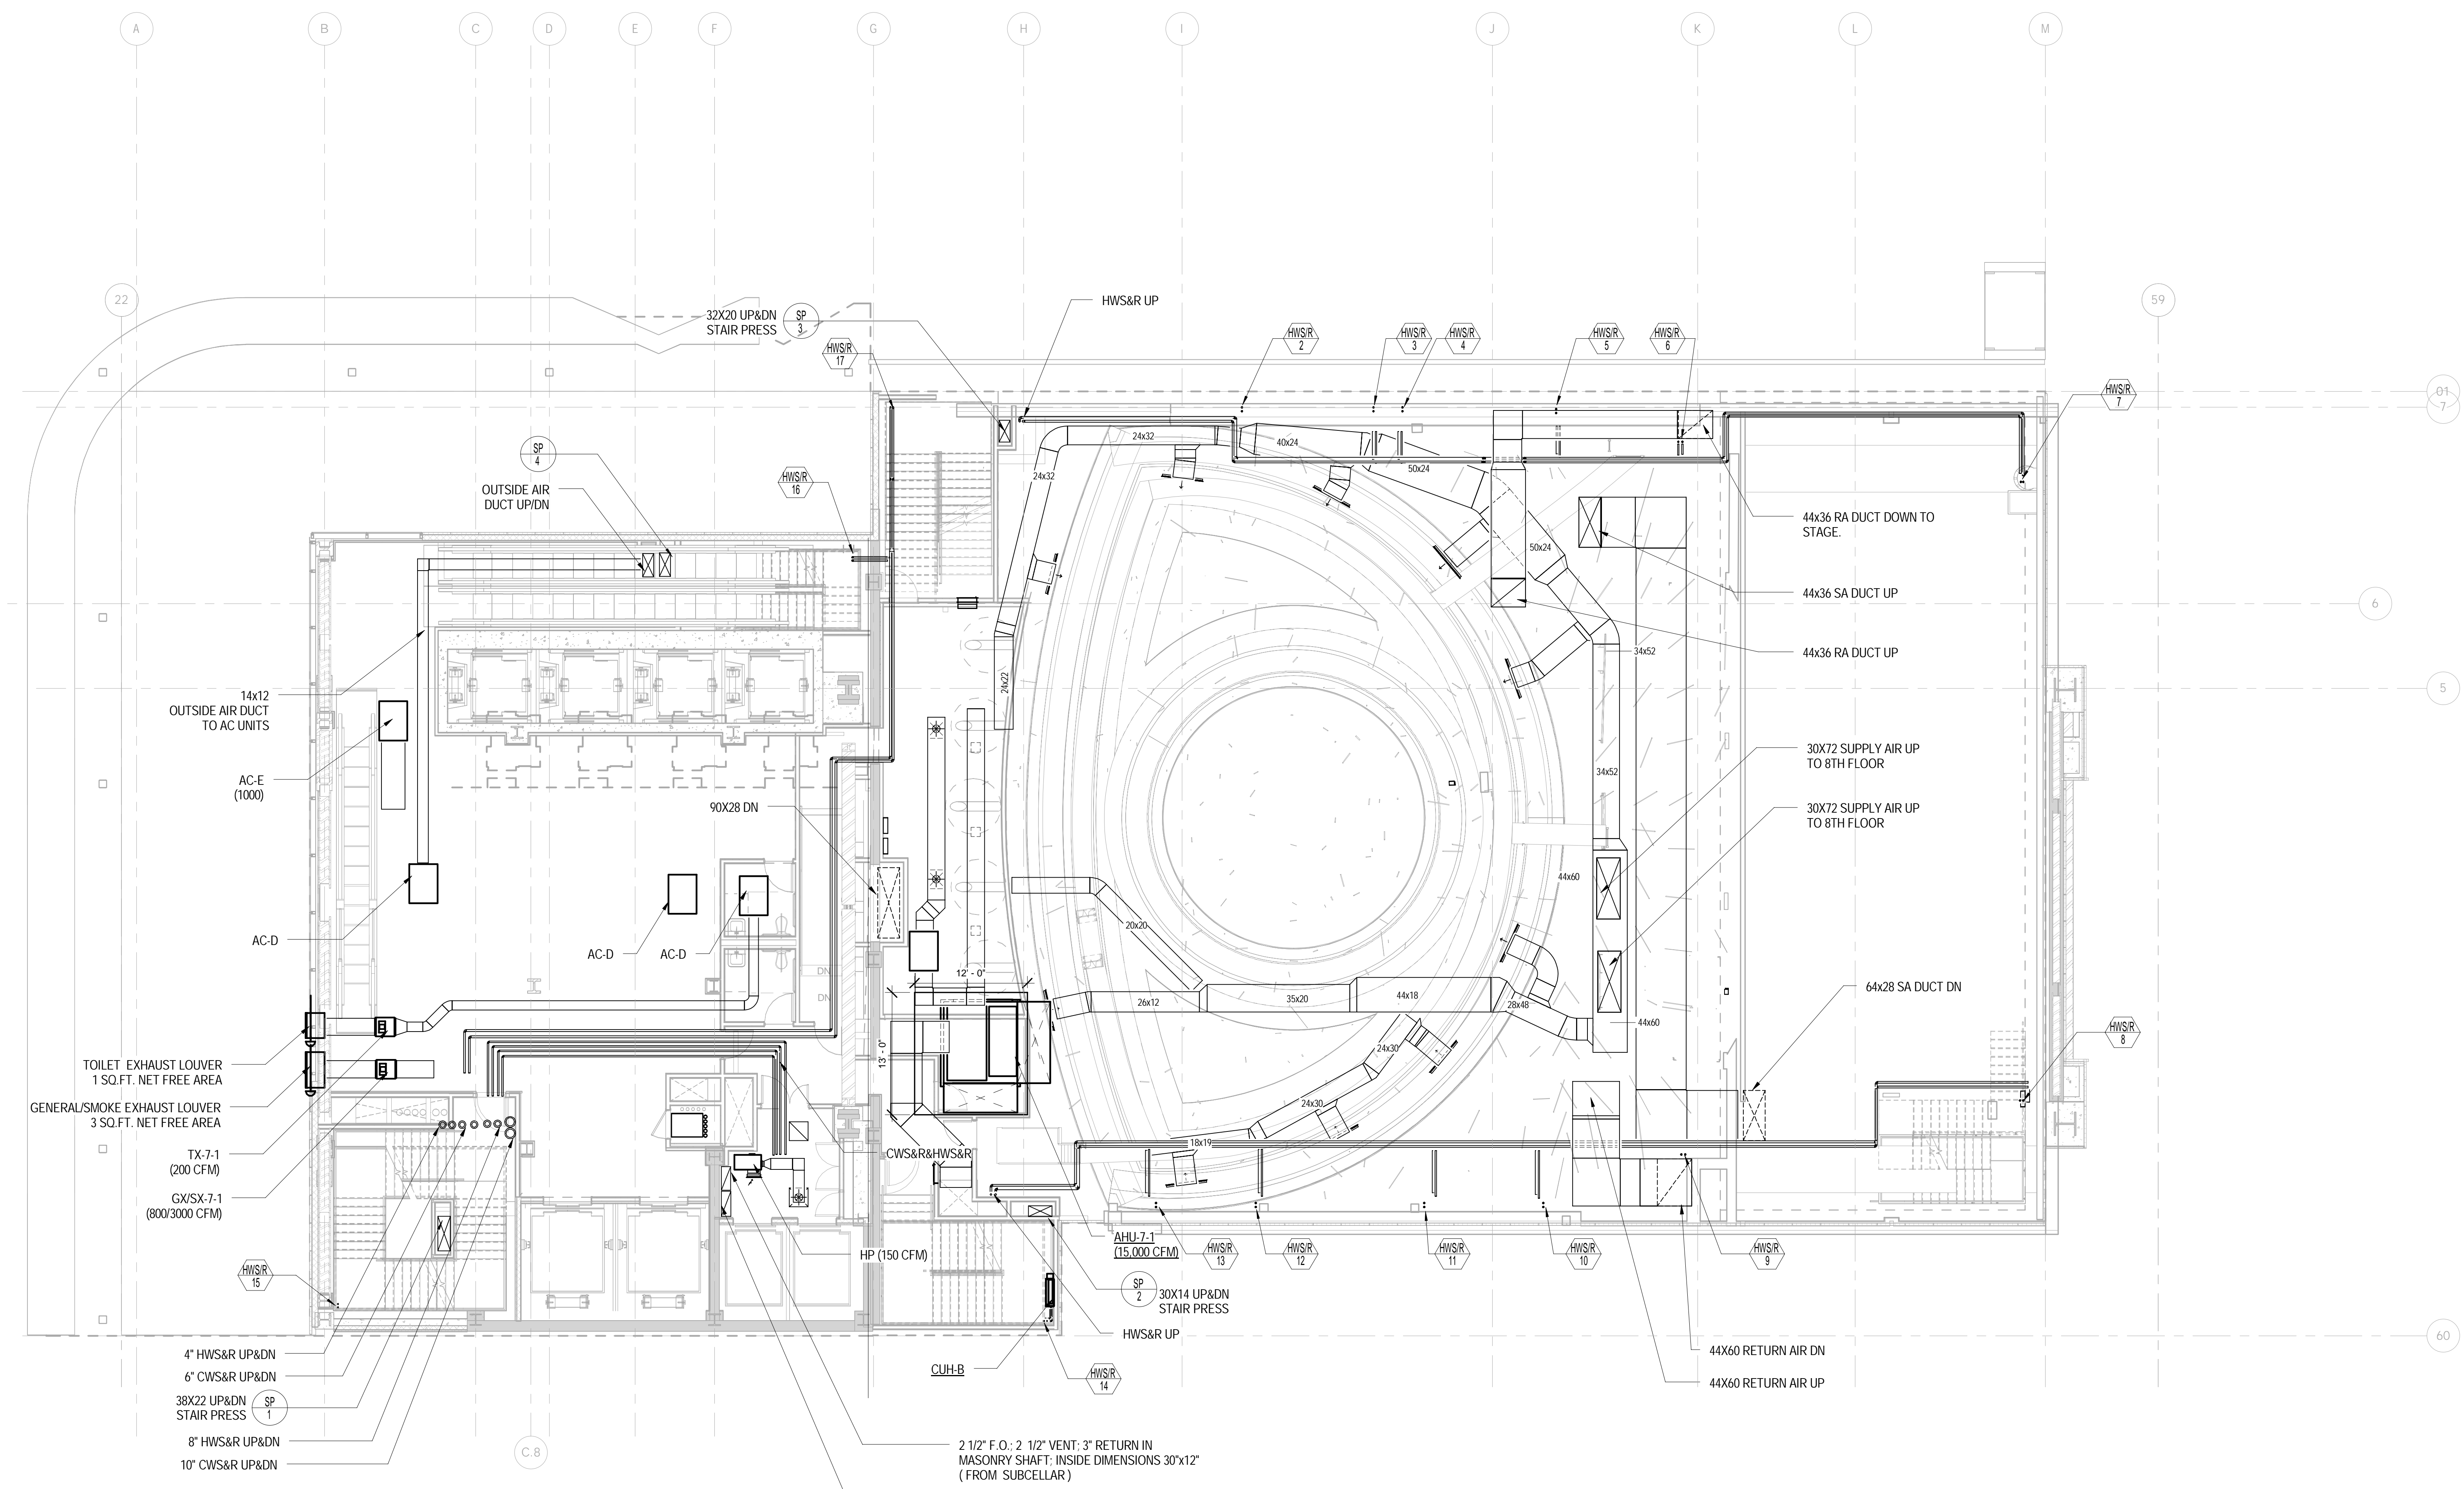 A
B
C
D
E
F
G
H
I
J
K
L
M
22
59
32X20 UP&DN
STAIR PRESS
SP
3
HWS&R UP
HWS/R
17
HWS/R
2
HWS/R
3
HWS/R
4
HWS/R
5
HWS/R
6
HWS/R
7
01
7
SP
4
OUTSIDE AIR
DUCT UP/DN
HWS/R
16
24x32
40x24
24x32
50x24
50x24
44x36 RA DUCT DOWN TO
STAGE.
44x36 SA DUCT UP
6
34x52
44x36 RA DUCT UP
24x22
5
14x12
OUTSIDE AIR DUCT
TO AC UNITS
AC-E
(1000)
34x52
30X72 SUPPLY AIR UP
TO 8TH FLOOR
90X28 DN
30X72 SUPPLY AIR UP
TO 8TH FLOOR
44x60
20x20
AC-D
AC-D
AC-D
DN
DN
12' - 0"
26x12
35x20
44x18
28x48
44x60
64x28 SA DUCT DN
HWS/R
8
13' - 0"
24x30
24x30
18x19
TOILET  EXHAUST LOUVER
1 SQ.FT. NET FREE AREA
GENERAL/SMOKE EXHAUST LOUVER
3 SQ.FT. NET FREE AREA
TX-7-1
(200 CFM)
GX/SX-7-1
(800/3000 CFM)
CWS&R&HWS&R
HP (150 CFM)
AHU-7-1
(15,000 CFM)
HWS/R
13
HWS/R
12
HWS/R
11
HWS/R
10
HWS/R
9
HWS/R
15
SP
2
30X14 UP&DN
STAIR PRESS
HWS&R UP
60
CUH-B
HWS/R
14
44X60 RETURN AIR DN
44X60 RETURN AIR UP
4" HWS&R UP&DN
6" CWS&R UP&DN
38X22 UP&DN
STAIR PRESS
SP
1
8" HWS&R UP&DN
10" CWS&R UP&DN
C.8
2 1/2" F.O.; 2  1/2" VENT; 3" RETURN IN
MASONRY SHAFT; INSIDE DIMENSIONS 30"x12"
( FROM  SUBCELLAR )